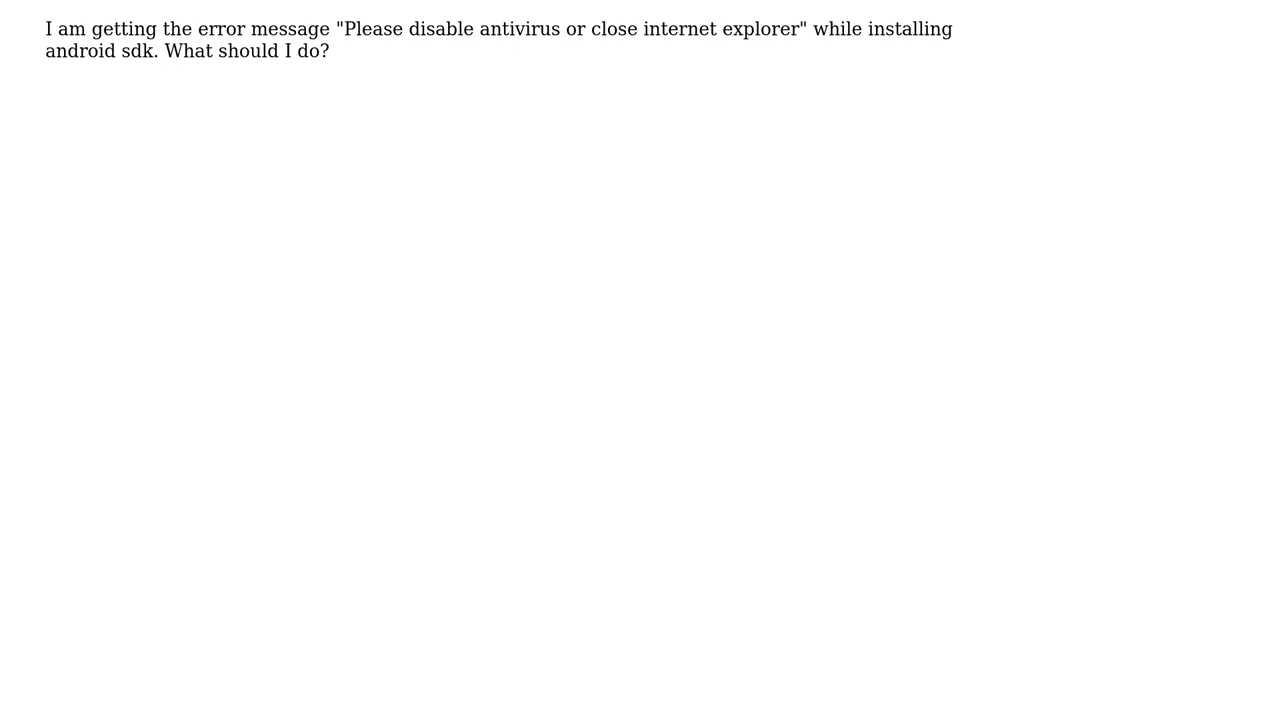 I am getting the error message "Please disable antivirus or close internet explorer" while installing
android sdk. What should I do?